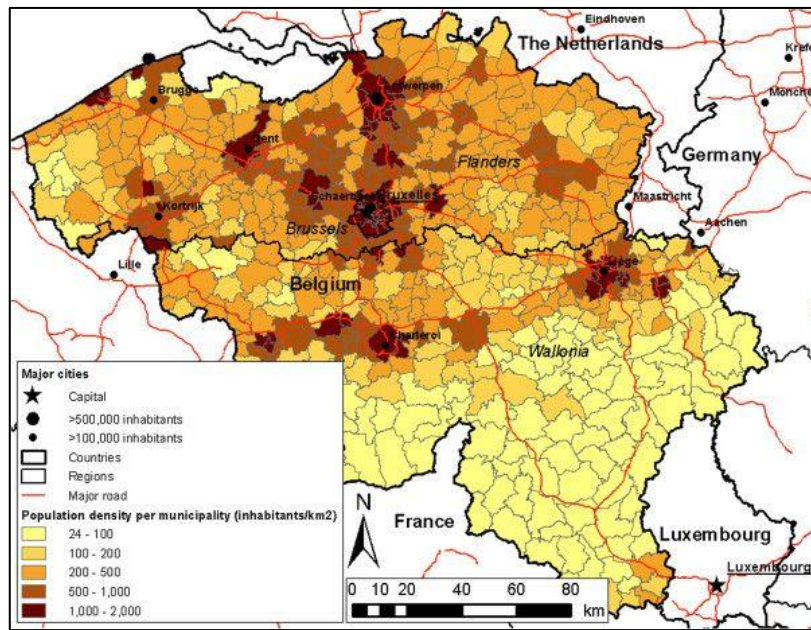 Eindhoven
The Netherlands
Krefe
Brugge
Antwerpen
Monchen
Gent
Flanders
Germany
Schaerbeek
Bruxelles
Maastricht
Kortrijk
Brussels
Aachen
Lille
Belgium
Liege
Charleroi
Wallonia
Major cities
Capital
>500,000 inhabitants
>100,000 inhabitants
Countries
Regions
Major road
Population density per municipality (inhabitants/km2)
24 - 100
100 - 200
200 - 500
500 - 1,000
1,000 - 2,000
N
France
Luxembourg
Luxembourg
0 10 20 40 60 80
km